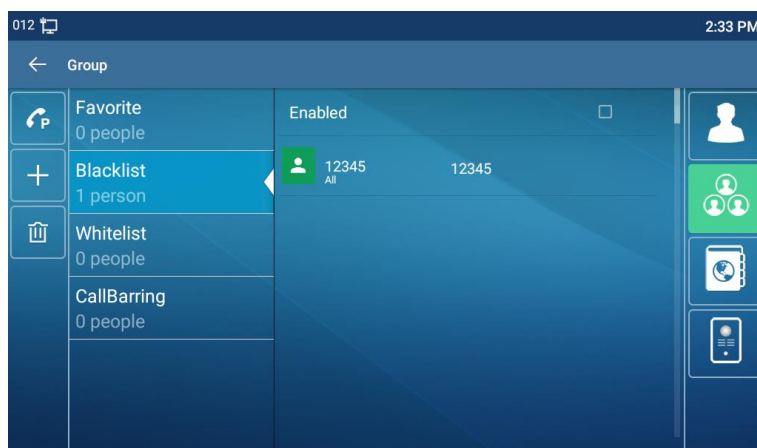 012
2:33 PM
Group
P
Favorite
0 people
Blacklist
1 person
Whitelist
0 people
CallBarring
0 people
Enabled
12345
12345
All